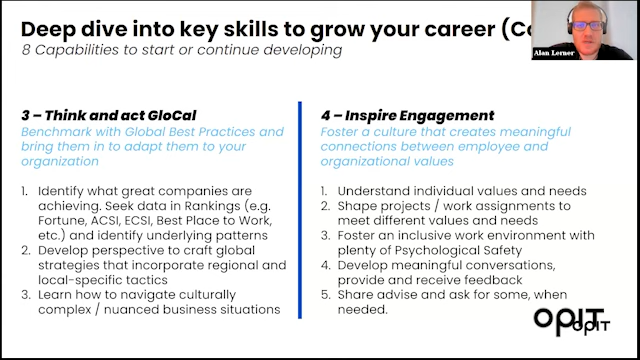 Deep dive into key skills to grow your career (Co
8 Capabilities to start or continue developing
Alan Lerner
3 – Think and act GloCal
Benchmark with Global Best Practices and
bring them in to adapt them to your
organization
1. Identify what great companies are
achieving. Seek data in Rankings (e.g.
Fortune, ACSI, ECSI, Best Place to Work,
etc.) and identify underlying patterns
2. Develop perspective to craft global
strategies that incorporate regional and
local-specific tactics
3. Learn how to navigate culturally
complex / nuanced business situations
4 – Inspire Engagement
Foster a culture that creates meaningful
connections between employee and
organizational values
1. Understand individual values and needs
2. Shape projects / work assignments to
meet different values and needs
3. Foster an inclusive work environment with
plenty of Psychological Safety
4. Develop meaningful conversations,
provide and receive feedback
5. Share advise and ask for some, when
needed.
OPIT
OPIT